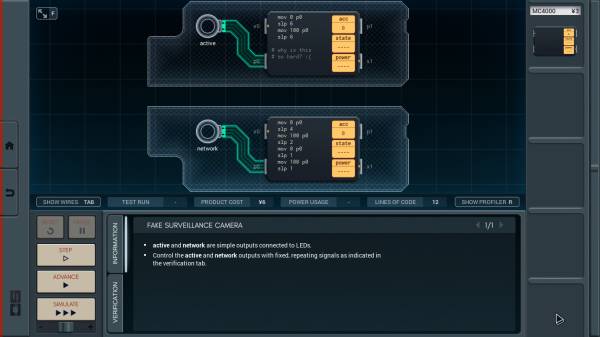 F
MC4000 ¥3
active
x0
p0
mov 0 p0
slp 6
mov 100 p0
slp 6
# why is this
# so hard? :(
acc
0
state
----
power
----
p1
x1
network
x0
p0
mov 0 p0
slp 4
mov 100 p0
slp 2
mov 0 p0
slp 1
mov 100 p0
slp 1
acc
0
state
----
power
----
p1
x1
SHOW WIRES TAB
TEST RUN -
PRODUCT COST ¥6
POWER USAGE -
LINES OF CODE 12
SHOW PROFILER R
STEP
ADVANCE
SIMULATE
- +
INFORMATION
VERIFICATION
FAKE SURVEILLANCE CAMERA
1/1
active and network are simple outputs connected to LEDs.
Control the active and network outputs with fixed, repeating signals as indicated in
the verification tab.